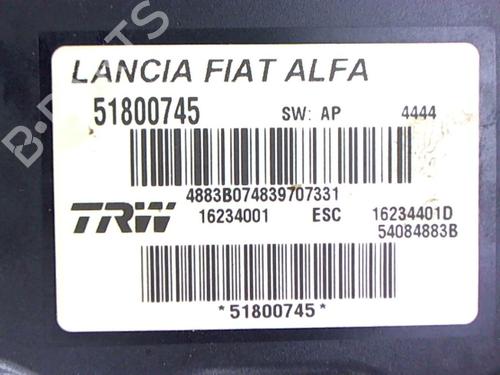 B-PARTS
LANCIA FIAT ALFA
51800745 SW: AP 4444
4883B074839707331
TRW 16234001 ESC 16234401D
54084883B
*51800745*